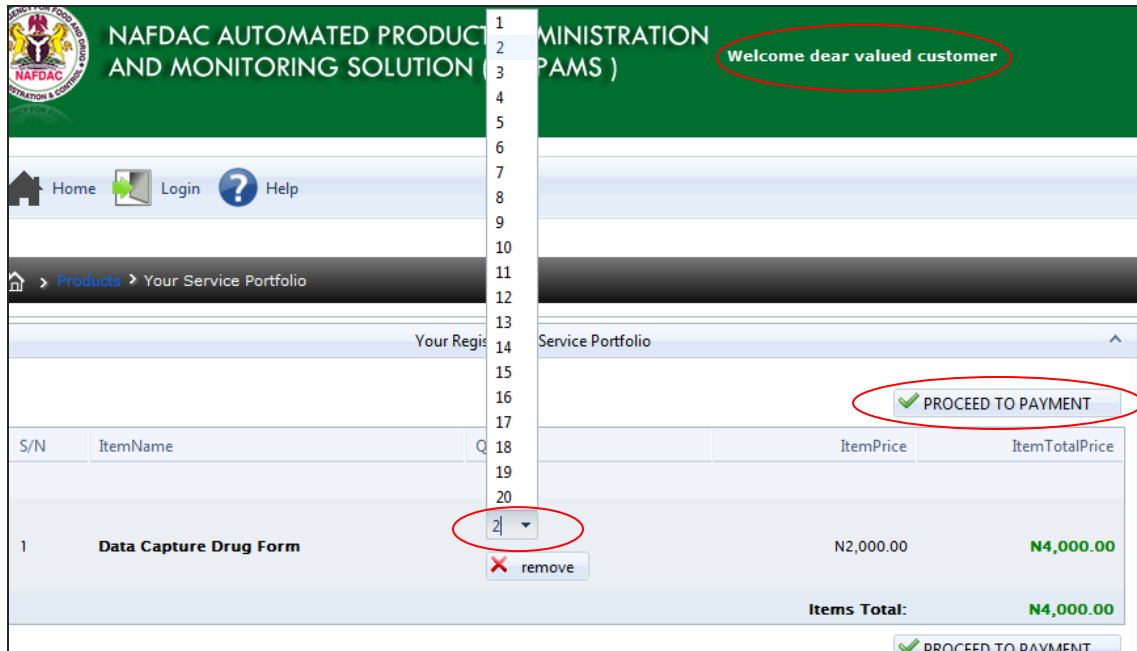 NAFDAC
NAFDAC AUTOMATED PRODUCT MINISTRATION
AND MONITORING SOLUTION ( PAMS )
Welcome dear valued customer
1
2
3
4
5
6
7
8
9
10
11
12
13
14
15
16
17
18
19
20
Home Login Help
Products > Your Service Portfolio
Your Regis Service Portfolio
PROCEED TO PAYMENT
S/N ItemName Q ItemPrice ItemTotalPrice
2
1 Data Capture Drug Form N2,000.00 N4,000.00
remove
Items Total: N4,000.00
PROCEED TO PAYMENT